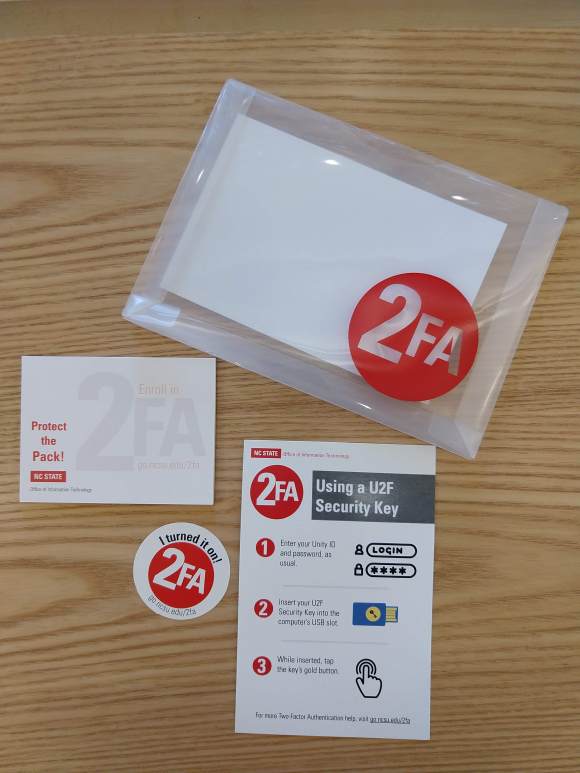 2FA
Enroll in
2FA
go.ncsu.edu/2fa
Protect
the
Pack!
NC STATE
Office of Information Technology
I turned it on!
2FA
go.ncsu.edu/2fa
NC STATE Office of Information Technology
2FA
Using a U2F
Security Key
1
Enter your Unity ID
and password, as
usual.
LOGIN
****
2
Insert your U2F
Security Key into the
computer's USB slot.
3
While inserted, tap
the key's gold button.
For more Two-Factor Authentication help, visit go.ncsu.edu/2fa